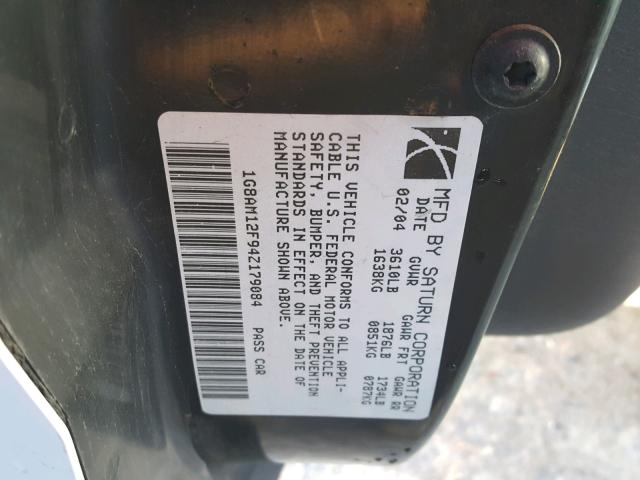 MFD BY SATURN CORPORATION
DATE GVWR GAWR FRT GAWR RR
02/04 3610LB 1876LB 1734LB
1638KG 0851KG 0787KG
THIS VEHICLE CONFORMS TO ALL APPLI-
CABLE U.S. FEDERAL MOTOR VEHICLE
SAFETY, BUMPER, AND THEFT PREVENTION
STANDARDS IN EFFECT ON THE DATE OF
MANUFACTURE SHOWN ABOVE.
1G8AM12F94Z179084 PASS CAR